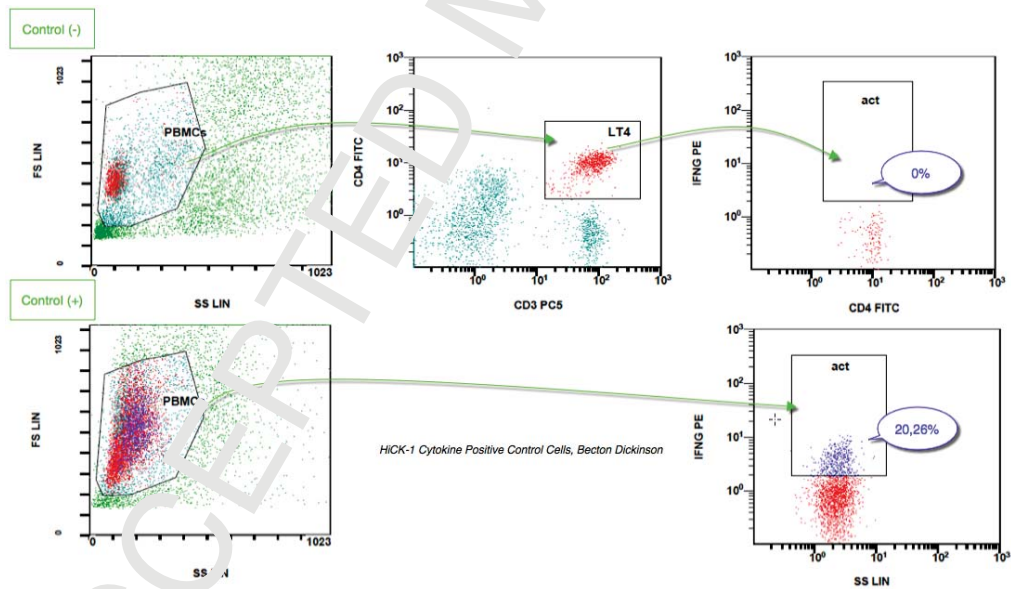 Control (-)
1023
FS LIN
0
PBMCs
0
1023
SS LIN
10³
10²
10¹
10⁰
CD4 FITC
LT4
10⁰
10¹
10²
10³
CD3 PC5
10³
10²
10¹
10⁰
IFNG PE
act
0%
10⁰
10¹
10²
10³
CD4 FITC
Control (+)
1023
FS LIN
0
PBMC
0
1023
HiCK-1 Cytokine Positive Control Cells, Becton Dickinson
10³
10²
10¹
10⁰
IFNG PE
act
20,26%
10⁰
10¹
10²
10³
SS LIN